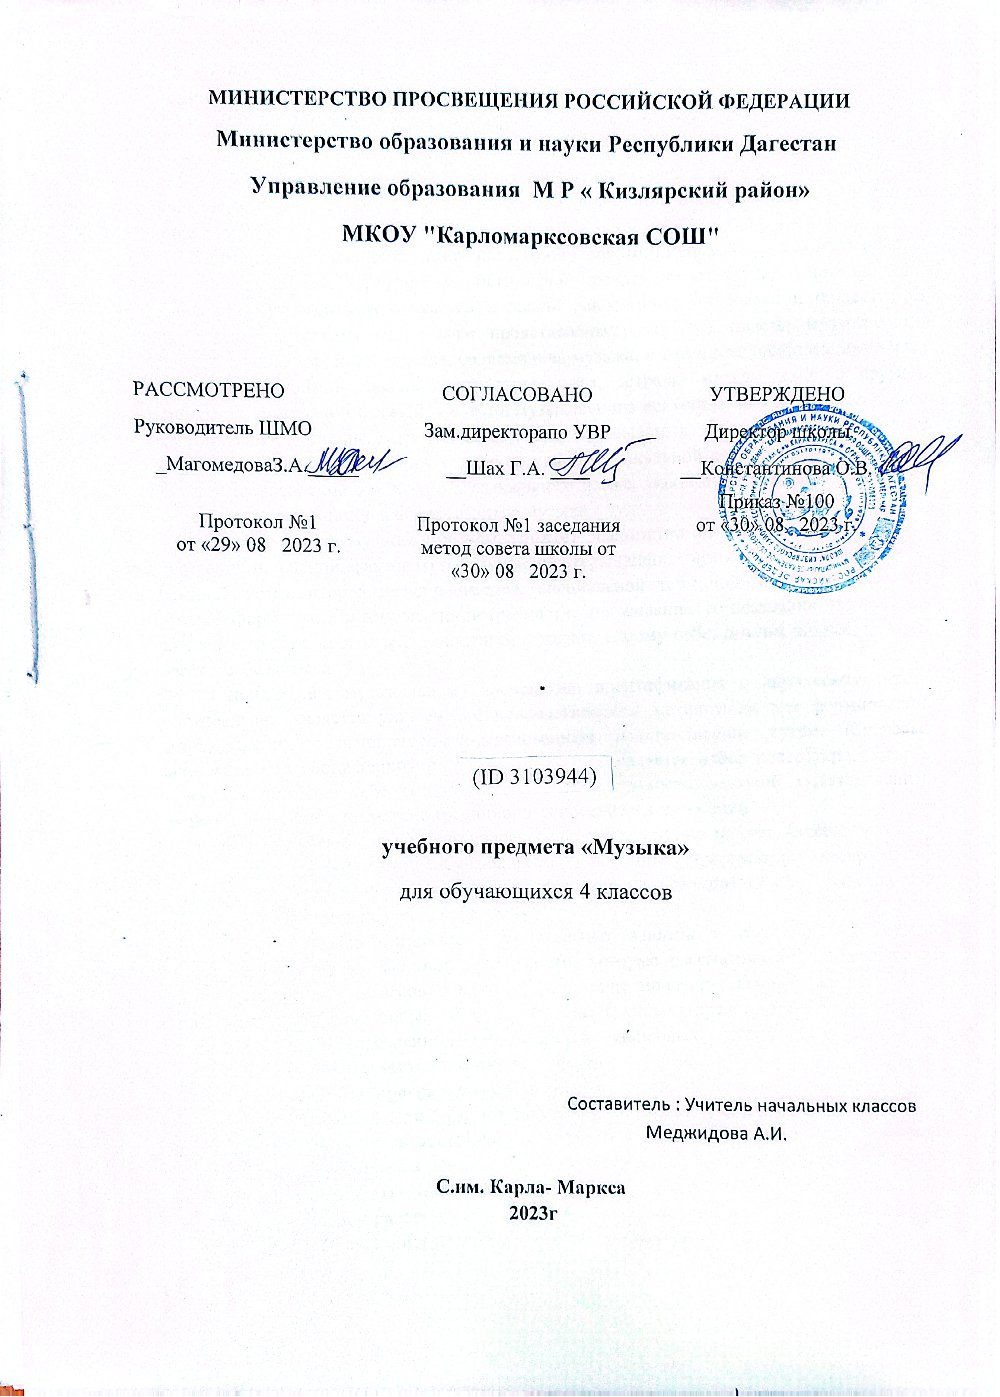 МИНИСТЕРСТВО ПРОСВЕЩЕНИЯ РОССИЙСКОЙ ФЕДЕРАЦИИ
Министерство образования и науки Республики Дагестан
Управление образования М Р « Кизлярский район»
МКОУ "Карломарксовская СОШ"
РАССМОТРЕНО
Руководитель ШМО
_МагомедоваЗ.А.
Протокол №1
от «29» 08 2023 г.
СОГЛАСОВАНО
Зам.директорапо УВР
__Шах Г.А. ____
Протокол №1 заседания
метод совета школы от
«30» 08 2023 г.
УТВЕРЖДЕНО
Директор школы
__Константинова О.В.
Приказ №100
от «30» 08 2023 г.
(ID 3103944)
учебного предмета «Музыка»
для обучающихся 4 классов
Составитель : Учитель начальных классов
Меджидова А.И.
С.им. Карла- Маркса
2023г